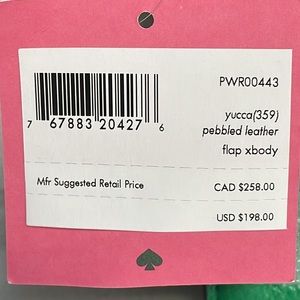 PWR00443
yucca(359)
pebbled leather
flap xbody
7 67883 20427 6
Mfr Suggested Retail Price CAD $258.00
USD $198.00